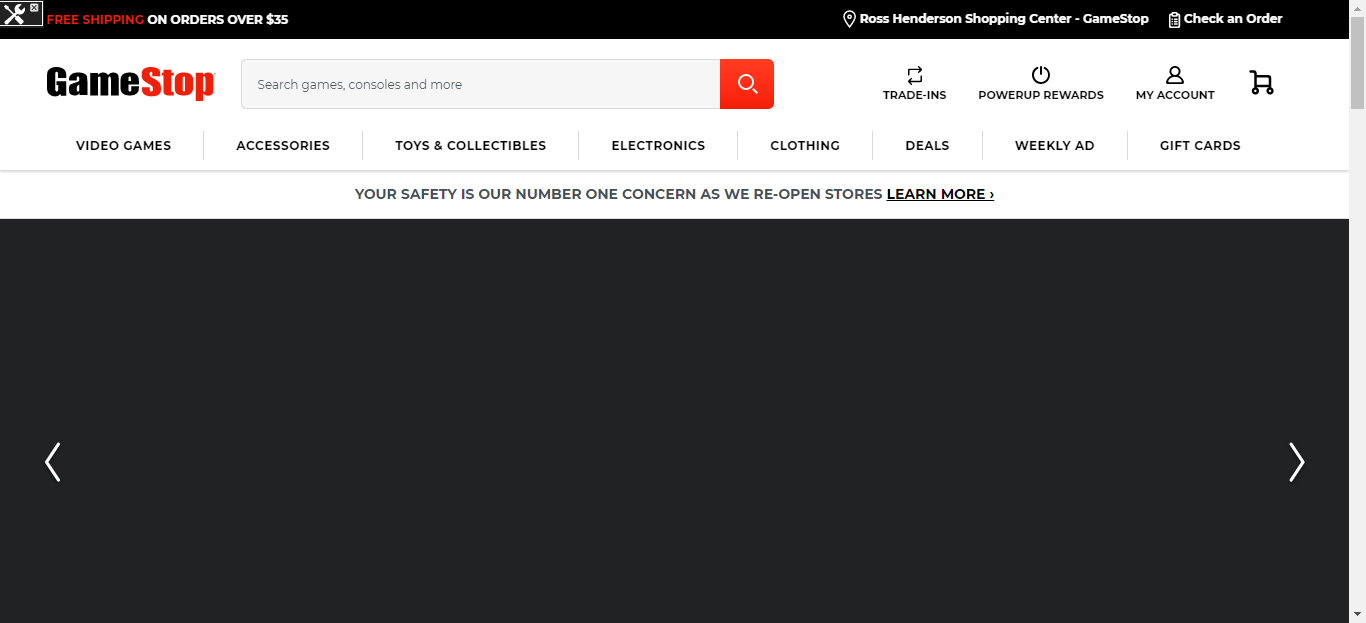 FREE SHIPPING ON ORDERS OVER $35
Ross Henderson Shopping Center - GameStop
Check an Order
GameStop
Search games, consoles and more
TRADE-INS
POWERUP REWARDS
MY ACCOUNT
VIDEO GAMES
ACCESSORIES
TOYS & COLLECTIBLES
ELECTRONICS
CLOTHING
DEALS
WEEKLY AD
GIFT CARDS
YOUR SAFETY IS OUR NUMBER ONE CONCERN AS WE RE-OPEN STORES LEARN MORE ›